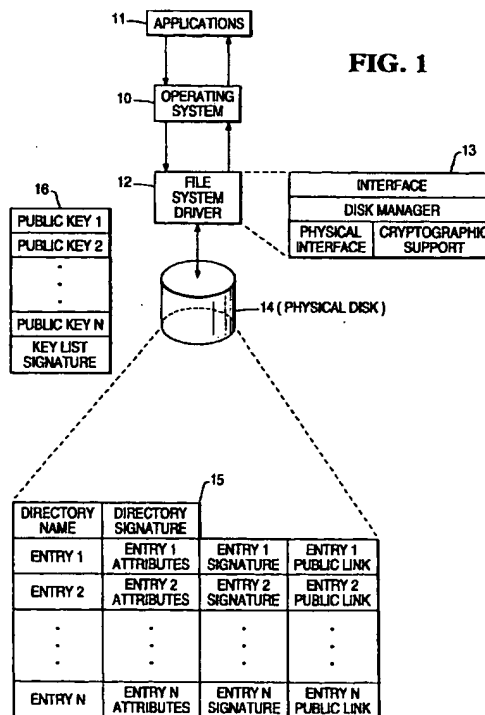 11
APPLICATIONS
FIG. 1
10
OPERATING
SYSTEM
12
FILE
SYSTEM
DRIVER
13
INTERFACE
DISK MANAGER
PHYSICAL
INTERFACE
CRYPTOGRAPHIC
SUPPORT
16
PUBLIC KEY 1
PUBLIC KEY 2
PUBLIC KEY N
KEY LIST
SIGNATURE
14 ( PHYSICAL DISK )
15
DIRECTORY
NAME
DIRECTORY
SIGNATURE
ENTRY 1
ENTRY 1
ATTRIBUTES
ENTRY 1
SIGNATURE
ENTRY 1
PUBLIC LINK
ENTRY 2
ENTRY 2
ATTRIBUTES
ENTRY 2
SIGNATURE
ENTRY 2
PUBLIC LINK
ENTRY N
ENTRY N
ATTRIBUTES
ENTRY N
SIGNATURE
ENTRY N
PUBLIC LINK